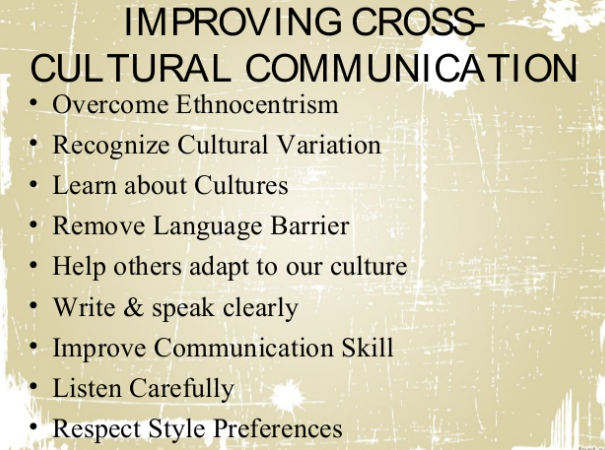 IMPROVING CROSS-
CULTURAL COMMUNICATION
• Overcome Ethnocentrism
• Recognize Cultural Variation
• Learn about Cultures
• Remove Language Barrier
• Help others adapt to our culture
• Write & speak clearly
• Improve Communication Skill
• Listen Carefully
• Respect Style Preferences